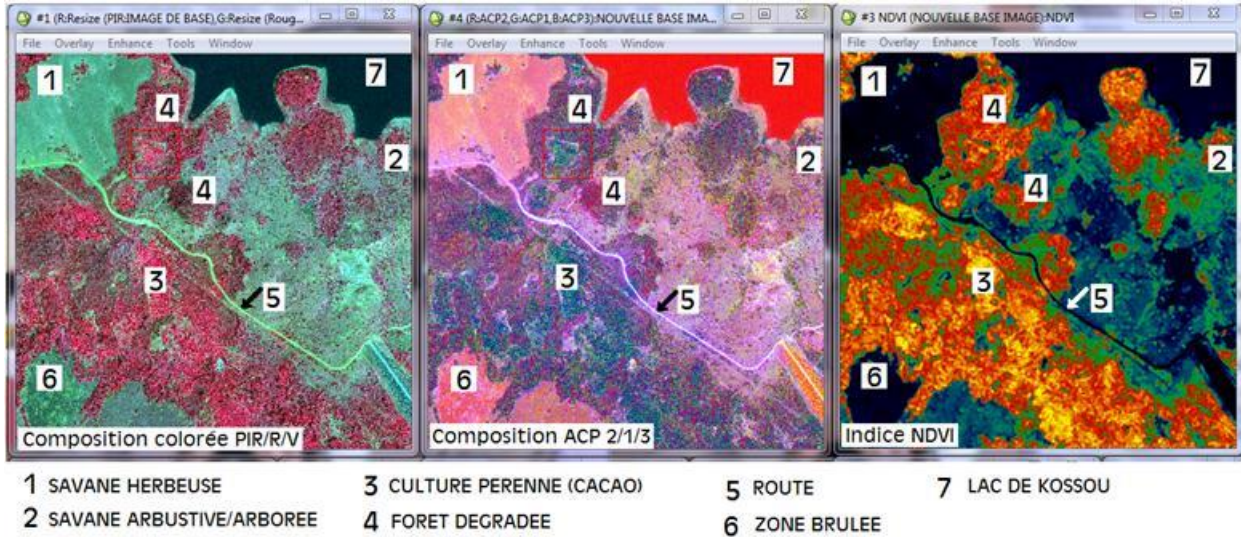 #1 (R:Resize (PIR:IMAGE DE BASE),G:Resize (Roug...
File Overlay Enhance Tools Window
1
7
4
2
4
3
5
6
Composition colorée PIR/R/V
#4 (R:ACP2,G:ACP1,B:ACP3):NOUVELLE BASE IMA...
File Overlay Enhance Tools Window
1
7
4
2
4
3
5
6
Composition ACP 2/1/3
#3 NDVI (NOUVELLE BASE IMAGE):NDVI
File Overlay Enhance Tools Window
1
7
4
2
4
3
5
6
Indice NDVI
1 SAVANE HERBEUSE
2 SAVANE ARBUSTIVE/ARBOREE
3 CULTURE PERENNE (CACAO)
4 FORET DEGRADEE
5 ROUTE
6 ZONE BRULEE
7 LAC DE KOSSOU